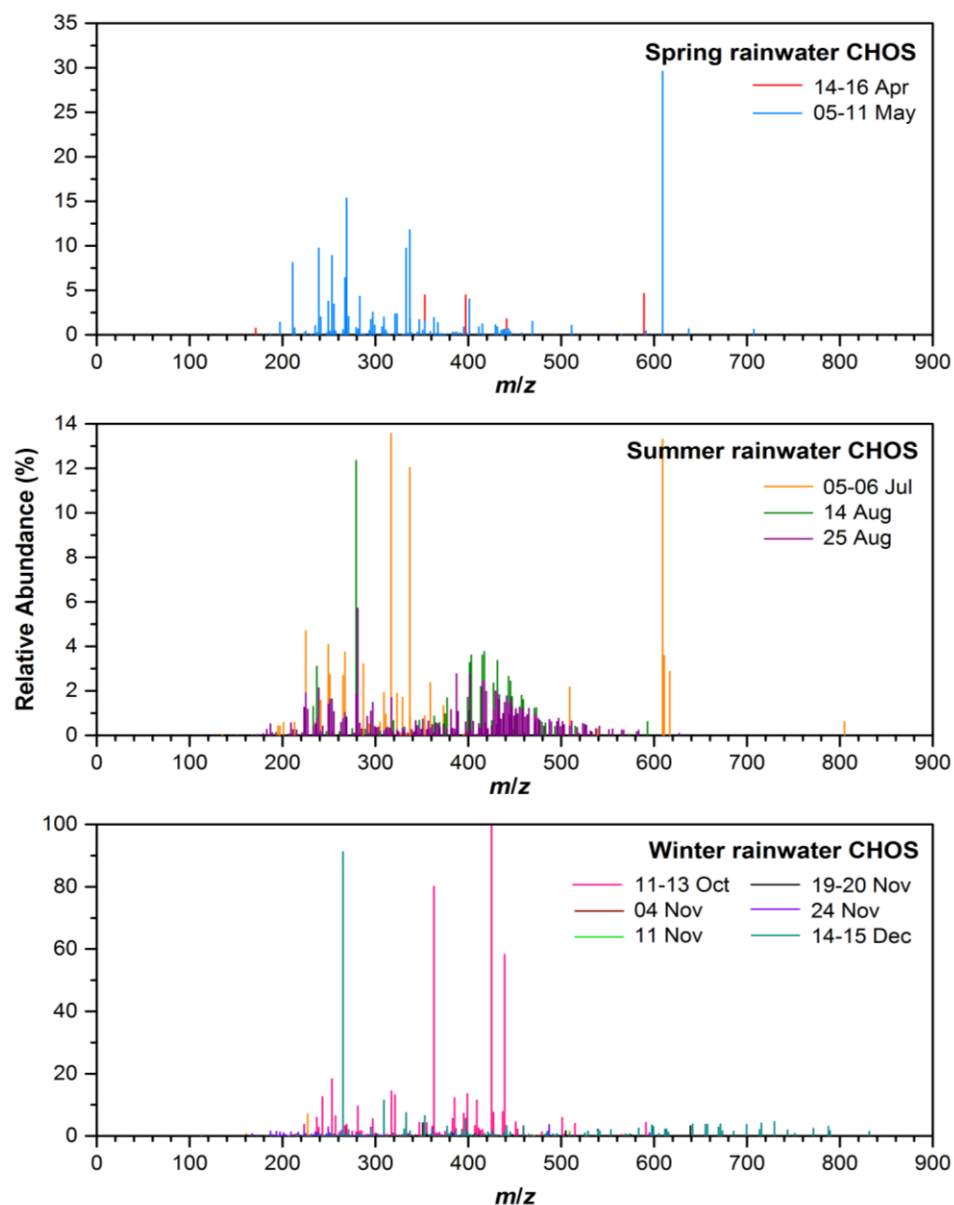 35
30
25
20
15
10
5
0
Spring rainwater CHOS
14-16 Apr
05-11 May
0 100 200 300 400 500 600 700 800 900
m/z
Relative Abundance (%)
14
12
10
8
6
4
2
0
Summer rainwater CHOS
05-06 Jul
14 Aug
25 Aug
0 100 200 300 400 500 600 700 800 900
m/z
100
80
60
40
20
0
Winter rainwater CHOS
11-13 Oct 19-20 Nov
04 Nov 24 Nov
11 Nov 14-15 Dec
0 100 200 300 400 500 600 700 800 900
m/z